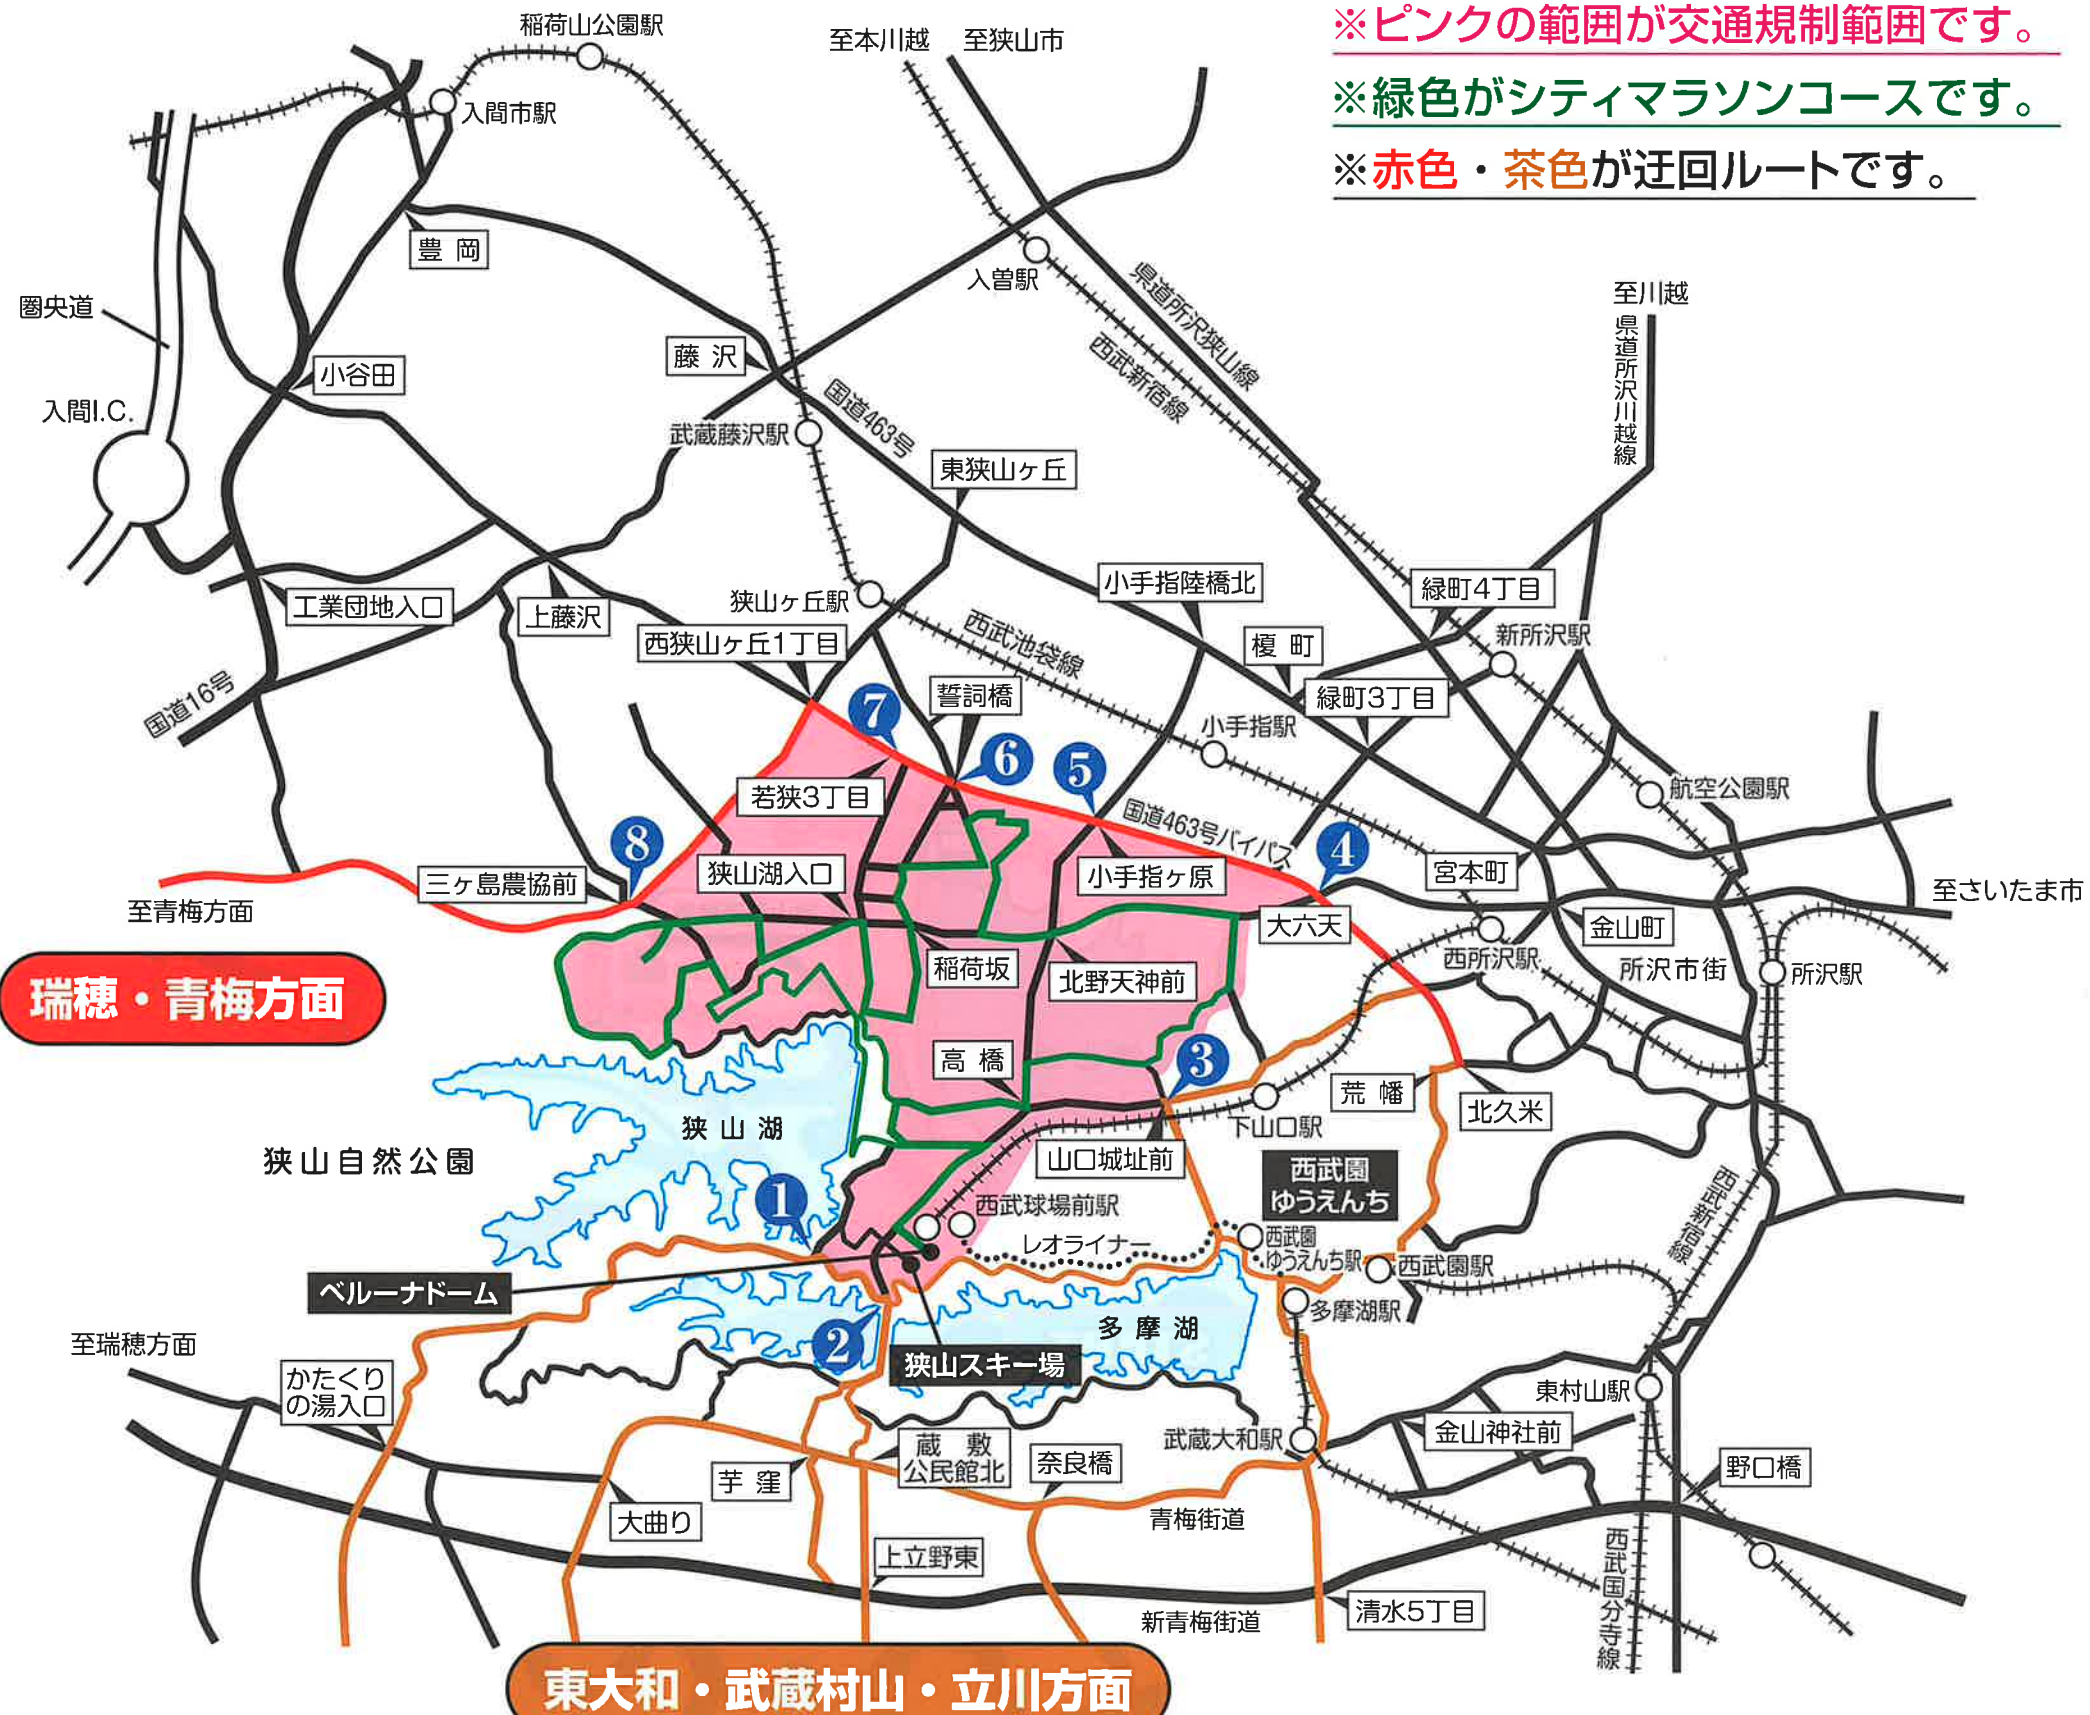 ※ピンクの範囲が交通規制範囲です。
※緑色がシティマラソンコースです。
※赤色・茶色が迂回ルートです。
稲荷山公園駅
至本川越
至狭山市
入間市駅
豊岡
入曽駅
県道所沢狭山線
西武新宿線
至川越
県道所沢川越線
圏央道
藤沢
小谷田
入間I.C.
国道463号
武蔵藤沢駅
東狭山ヶ丘
小手指陸橋北
緑町4丁目
工業団地入口
上藤沢
狭山ヶ丘駅
西狭山ヶ丘1丁目
西武池袋線
榎町
新所沢駅
国道16号
誓詞橋
緑町3丁目
7
6
5
小手指駅
航空公園駅
若狭3丁目
国道463号バイパス
8
4
三ヶ島農協前
狭山湖入口
小手指ヶ原
宮本町
至さいたま市
至青梅方面
大六天
金山町
稲荷坂
北野天神前
西所沢駅
所沢市街
所沢駅
瑞穂・青梅方面
高橋
3
荒幡
北久米
狭山湖
下山口駅
狭山自然公園
山口城址前
西武園
ゆうえんち
1
西武球場前駅
レオライナー
西武園
ゆうえんち駅
西武園駅
西武新宿線
ベルーナドーム
多摩湖駅
多摩湖
2
狭山スキー場
至瑞穂方面
かたくり
の湯入口
東村山駅
武蔵大和駅
金山神社前
蔵敷
公民館北
奈良橋
芋窪
野口橋
大曲り
青梅街道
上立野東
西武国分寺線
新青梅街道
清水5丁目
東大和・武蔵村山・立川方面